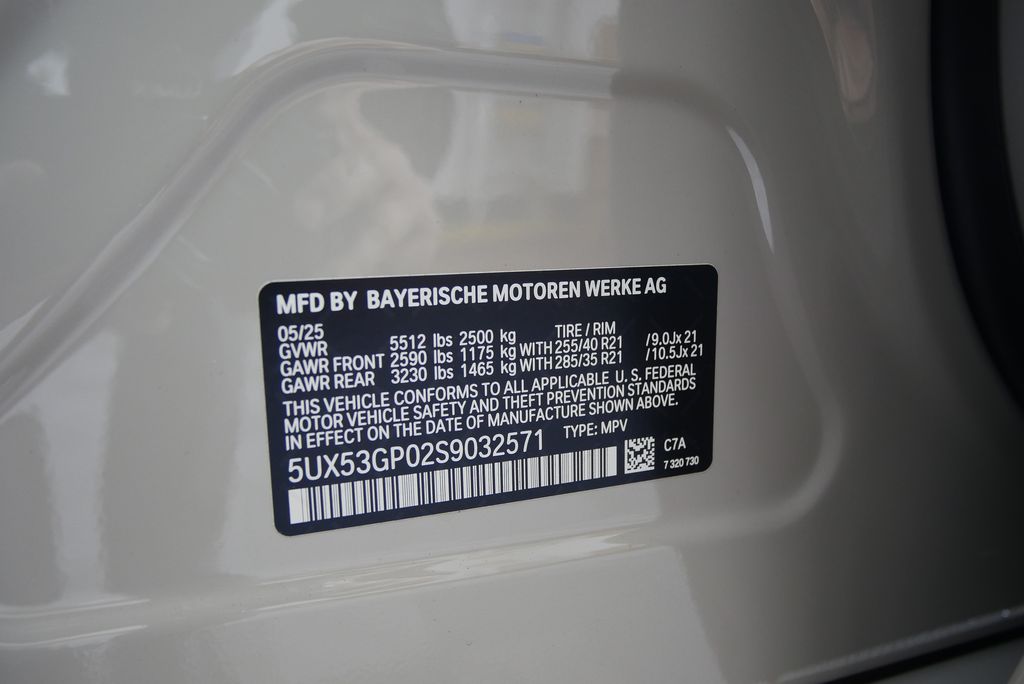 MFD BY BAYERISCHE MOTOREN WERKE AG
05/25 TIRE / RIM
GVWR 5512 lbs 2500 kg
GAWR FRONT 2590 lbs 1175 kg WITH 255/40 R21 /9.0Jx 21
GAWR REAR 3230 lbs 1465 kg WITH 285/35 R21 /10.5Jx 21
THIS VEHICLE CONFORMS TO ALL APPLICABLE U. S. FEDERAL
MOTOR VEHICLE SAFETY AND THEFT PREVENTION STANDARDS
IN EFFECT ON THE DATE OF MANUFACTURE SHOWN ABOVE.
5UX53GP02S9032571 TYPE: MPV
C7A
7 320 730